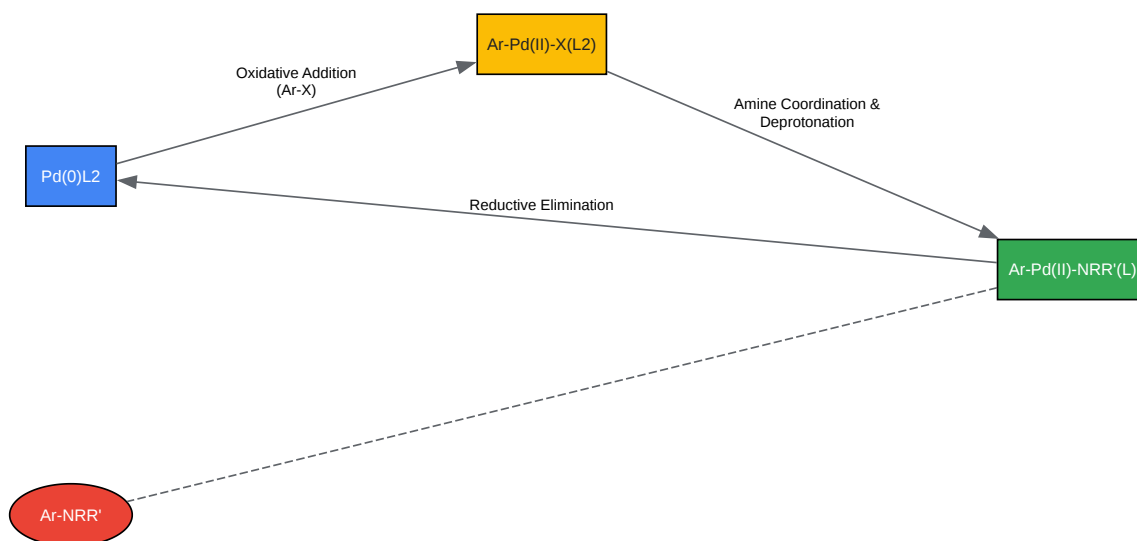 Ar-Pd(II)-X(L2)
Oxidative Addition
(Ar-X)
Amine Coordination &
Deprotonation
Pd(0)L2
Reductive Elimination
Ar-Pd(II)-NRR'(L)
Ar-NRR'